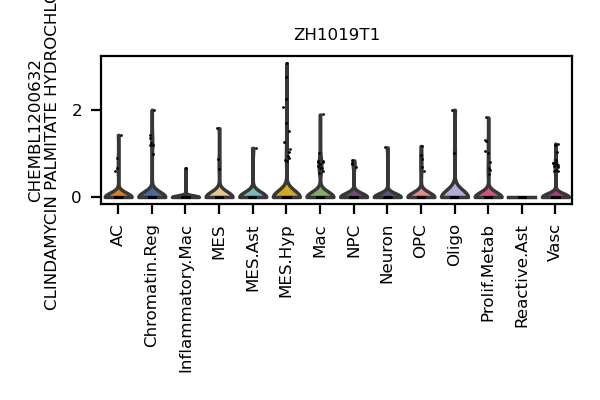 ZH1019T1
CHEMBL1200632
CLINDAMYCIN PALMITATE
2
0
AC
Chromatin.Reg
Inflammatory.Mac
MES
MES.Ast
MES.Hyp
Mac
NPC
Neuron
OPC
Oligo
Prolif.Metab
Reactive.Ast
Vasc